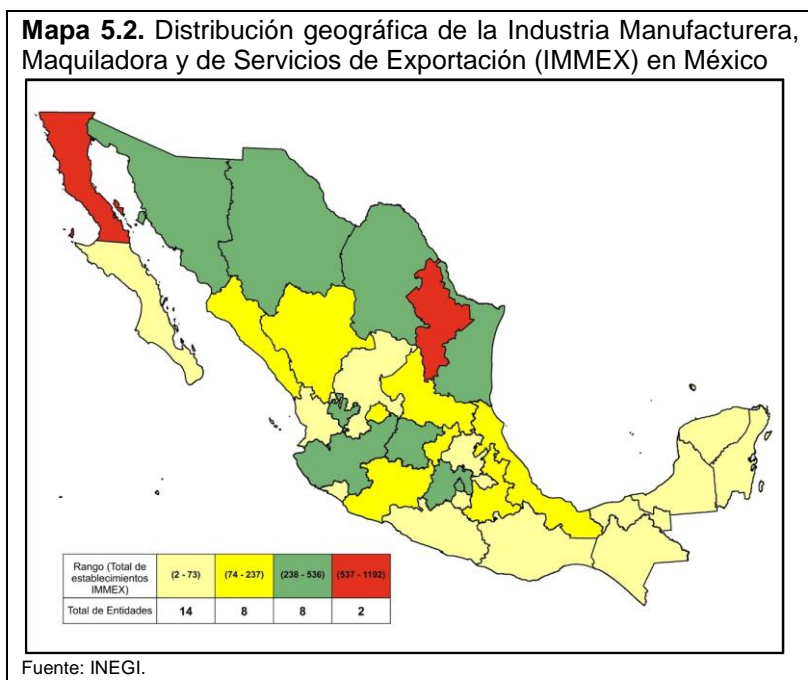 Mapa 5.2. Distribución geográfica de la Industria Manufacturera,
Maquiladora y de Servicios de Exportación (IMMEX) en México
Rango (Total de
establecimientos
IMMEX)
(2 - 73) (74 - 237) (238 - 536) (537 - 1192)
Total de Entidades 14 8 8 2
Fuente: INEGI.